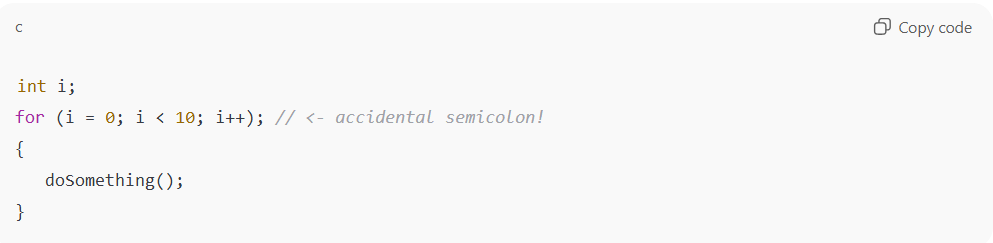 c
Copy code
int i;
for (i = 0; i < 10; i++); // <- accidental semicolon!
{
   doSomething();
}